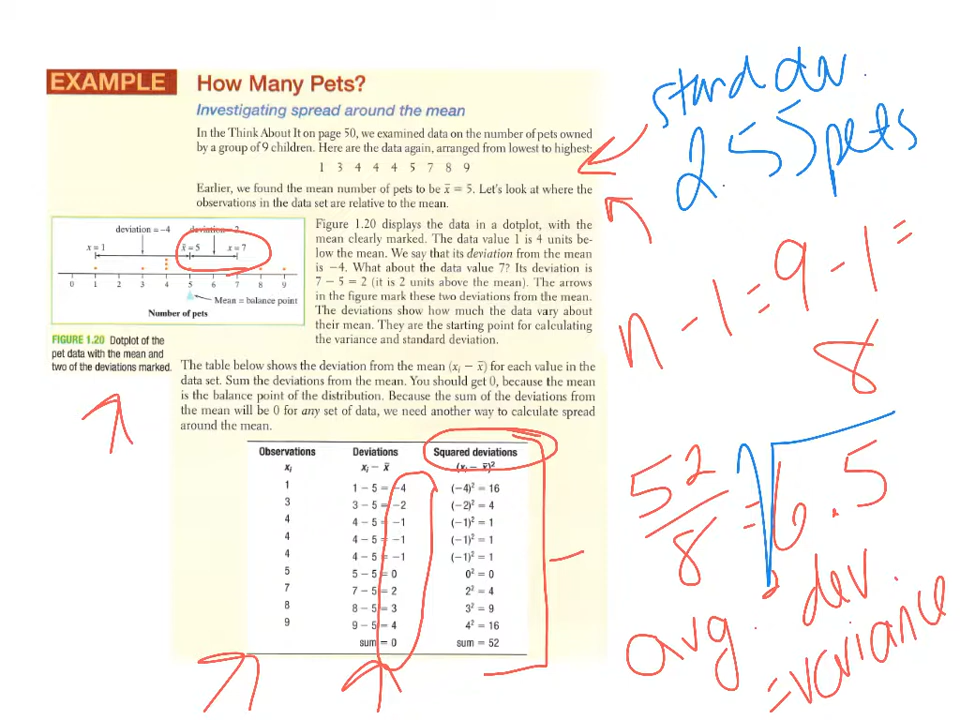 EXAMPLE How Many Pets?
Investigating spread around the mean
In the Think About It on page 50, we examined data on the number of pets owned
by a group of 9 children. Here are the data again, arranged from lowest to highest:
1 3 4 4 4 5 7 8 9
Earlier, we found the mean number of pets to be x̄ = 5. Let's look at where the
observations in the data set are relative to the mean.
deviation = -4 deviation = 2
x = 1 x̄ = 5 x = 7
0 1 2 3 4 5 6 7 8 9
Mean = balance point
Number of pets
FIGURE 1.20 Dotplot of the
pet data with the mean and
two of the deviations marked.
Figure 1.20 displays the data in a dotplot, with the
mean clearly marked. The data value 1 is 4 units be-
low the mean. We say that its deviation from the mean
is −4. What about the data value 7? Its deviation is
7 − 5 = 2 (it is 2 units above the mean). The arrows
in the figure mark these two deviations from the mean.
The deviations show how much the data vary about
their mean. They are the starting point for calculating
the variance and standard deviation.
The table below shows the deviation from the mean (xᵢ − x̄) for each value in the
data set. Sum the deviations from the mean. You should get 0, because the mean
is the balance point of the distribution. Because the sum of the deviations from
the mean will be 0 for any set of data, we need another way to calculate spread
around the mean.
Observations Deviations Squared deviations
xᵢ xᵢ − x̄ (xᵢ − x̄)²
1 1 − 5 = −4 (−4)² = 16
3 3 − 5 = −2 (−2)² = 4
4 4 − 5 = −1 (−1)² = 1
4 4 − 5 = −1 (−1)² = 1
4 4 − 5 = −1 (−1)² = 1
5 5 − 5 = 0 0² = 0
7 7 − 5 = 2 2² = 4
8 8 − 5 = 3 3² = 9
9 9 − 5 = 4 4² = 16
sum = 0 sum = 52
stand dev.
2.55 pets
n - 1 = 9 - 1 =
8
52/8 = √6.5
avg. dev²
= variance